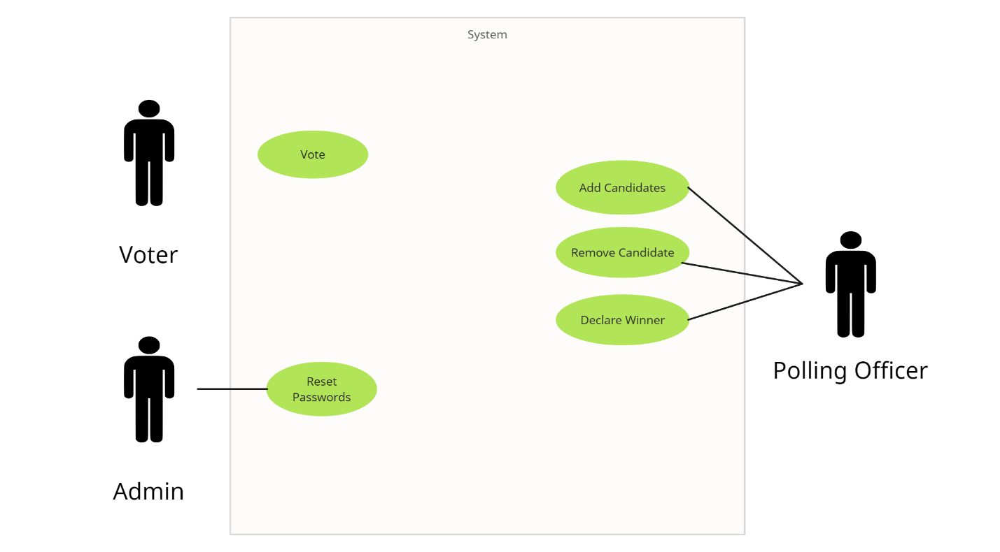 System
Vote
Add Candidates
Voter
Remove Candidate
Declare Winner
Polling Officer
Reset
Passwords
Admin